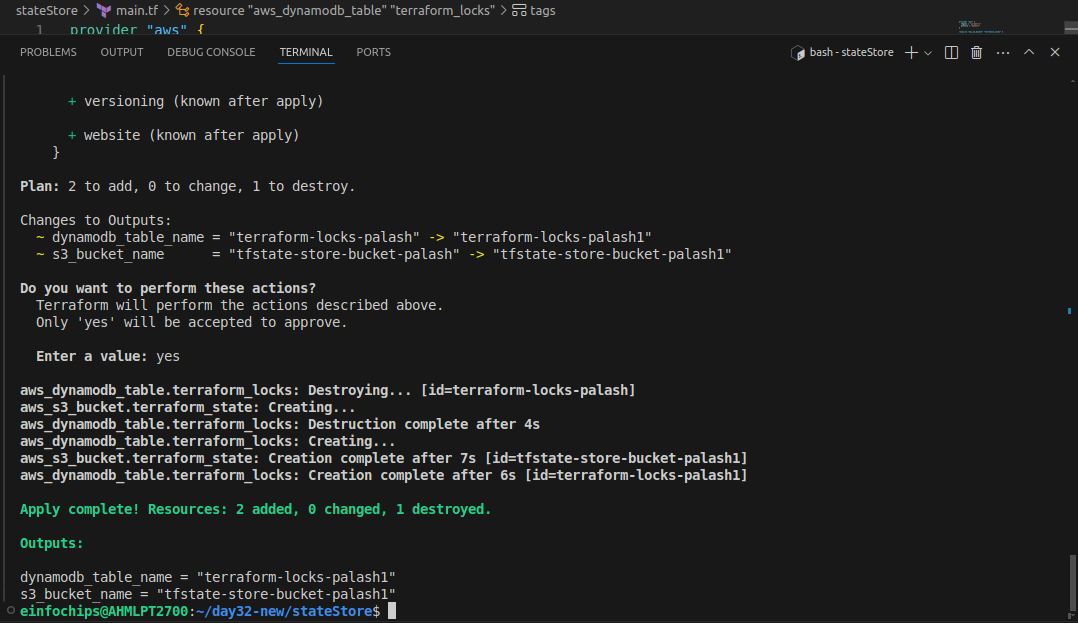 stateStore > main.tf > resource "aws_dynamodb_table" "terraform_locks" > tags
1 provider "aws" {
PROBLEMS OUTPUT DEBUG CONSOLE TERMINAL PORTS bash - stateStore
+ versioning (known after apply)
+ website (known after apply)
}
Plan: 2 to add, 0 to change, 1 to destroy.
Changes to Outputs:
~ dynamodb_table_name = "terraform-locks-palash" -> "terraform-locks-palash1"
~ s3_bucket_name      = "tfstate-store-bucket-palash" -> "tfstate-store-bucket-palash1"
Do you want to perform these actions?
Terraform will perform the actions described above.
Only 'yes' will be accepted to approve.
Enter a value: yes
aws_dynamodb_table.terraform_locks: Destroying... [id=terraform-locks-palash]
aws_s3_bucket.terraform_state: Creating...
aws_dynamodb_table.terraform_locks: Destruction complete after 4s
aws_dynamodb_table.terraform_locks: Creating...
aws_s3_bucket.terraform_state: Creation complete after 7s [id=tfstate-store-bucket-palash1]
aws_dynamodb_table.terraform_locks: Creation complete after 6s [id=terraform-locks-palash1]
Apply complete! Resources: 2 added, 0 changed, 1 destroyed.
Outputs:
dynamodb_table_name = "terraform-locks-palash1"
s3_bucket_name = "tfstate-store-bucket-palash1"
einfochips@AHMLPT2700:~/day32-new/stateStore$